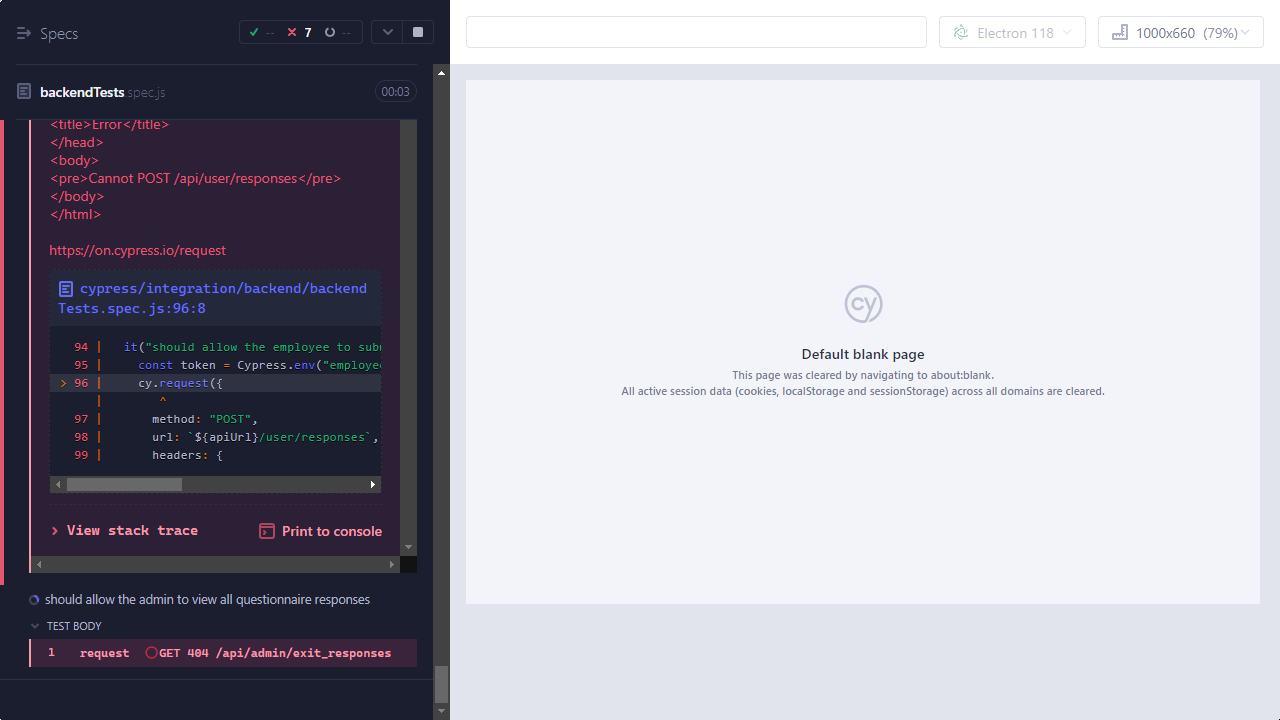 Specs
--
7
--
Electron 118
1000x660 (79%)
backendTests.spec.js
00:03
<title>Error</title>
</head>
<body>
<pre>Cannot POST /api/user/responses</pre>
</body>
</html>
https://on.cypress.io/request
cypress/integration/backend/backend
Tests.spec.js:96:8
94 | it("should allow the employee to sub
95 | const token = Cypress.env("employee
> 96 | cy.request({
| ^
97 | method: "POST",
98 | url: `${apiUrl}/user/responses`,
99 | headers: {
View stack trace
Print to console
should allow the admin to view all questionnaire responses
TEST BODY
1 request GET 404 /api/admin/exit_responses
cy
Default blank page
This page was cleared by navigating to about:blank.
All active session data (cookies, localStorage and sessionStorage) across all domains are cleared.